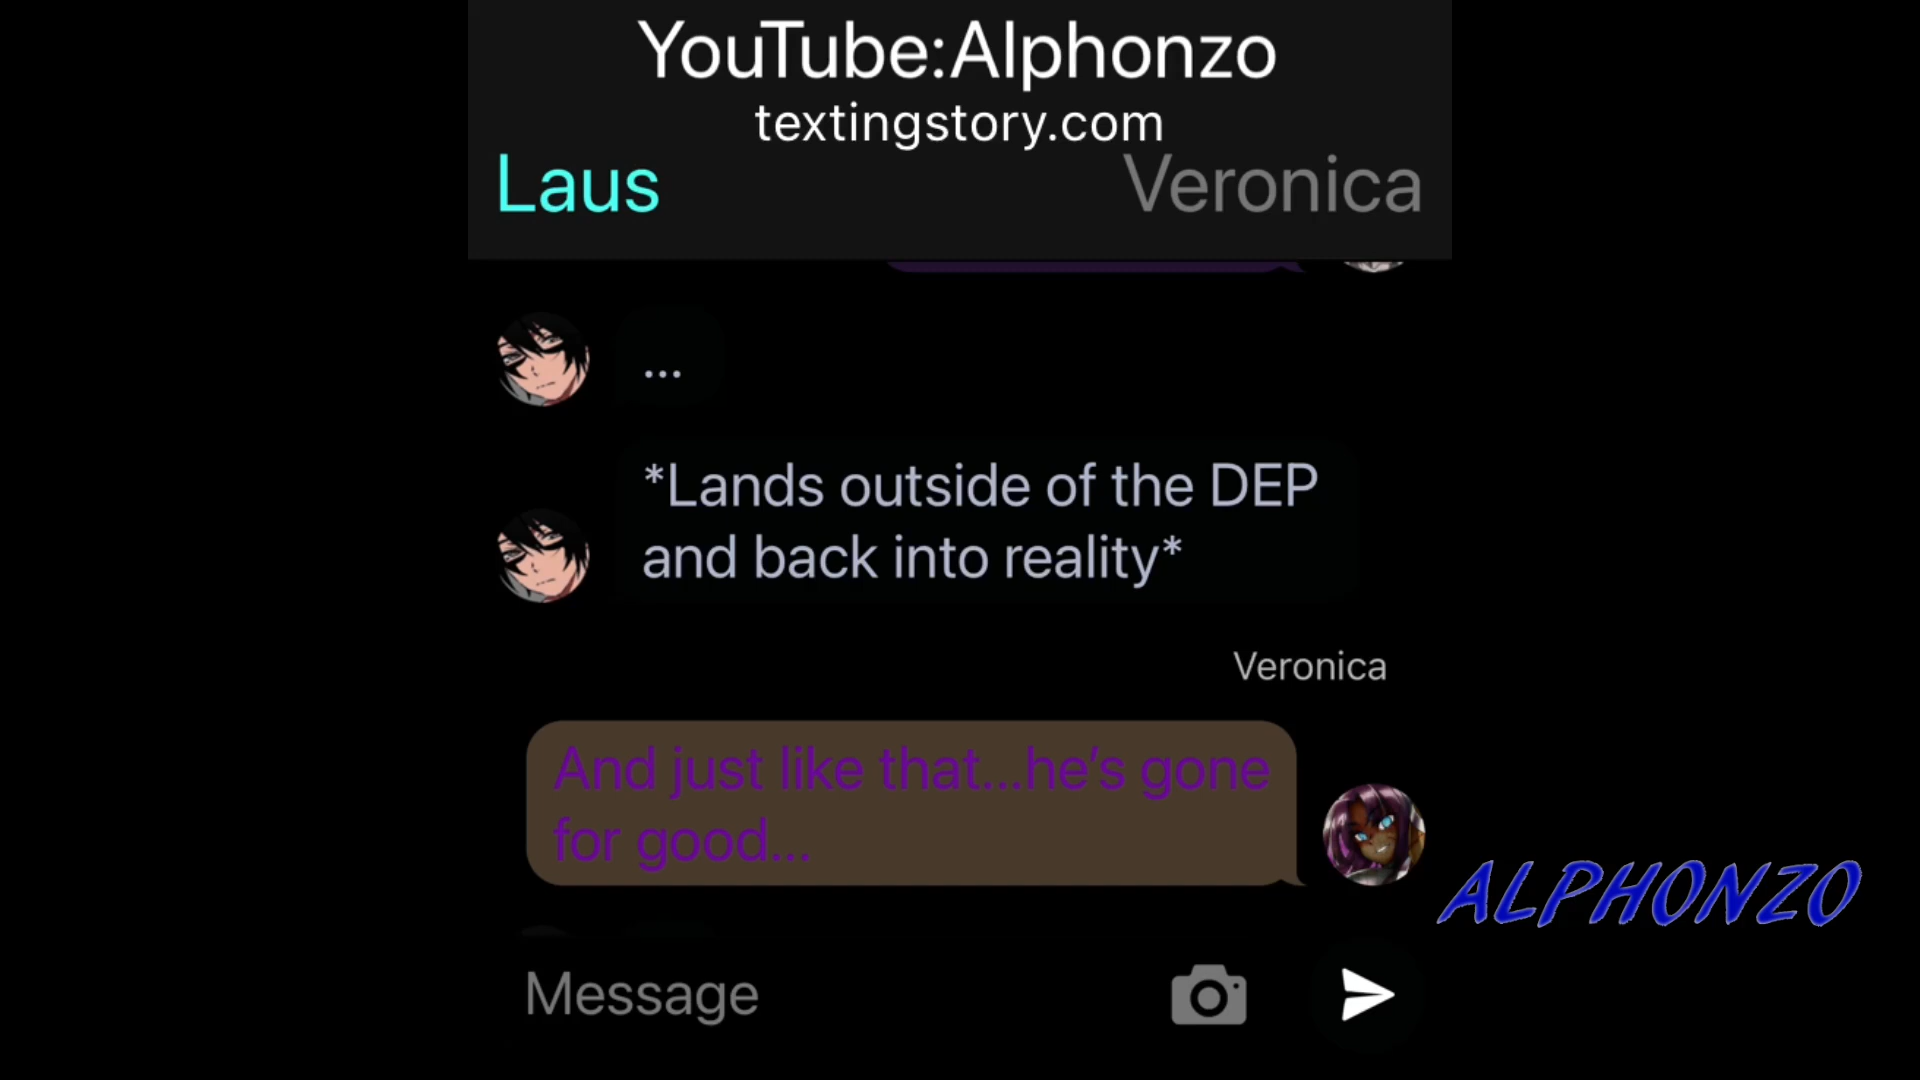 YouTube:Alphonzo
textingstory.com
Laus
Veronica
...
*Lands outside of the DEP
and back into reality*
Veronica
And just like that...he’s gone
for good...
ALPHONZO
Message